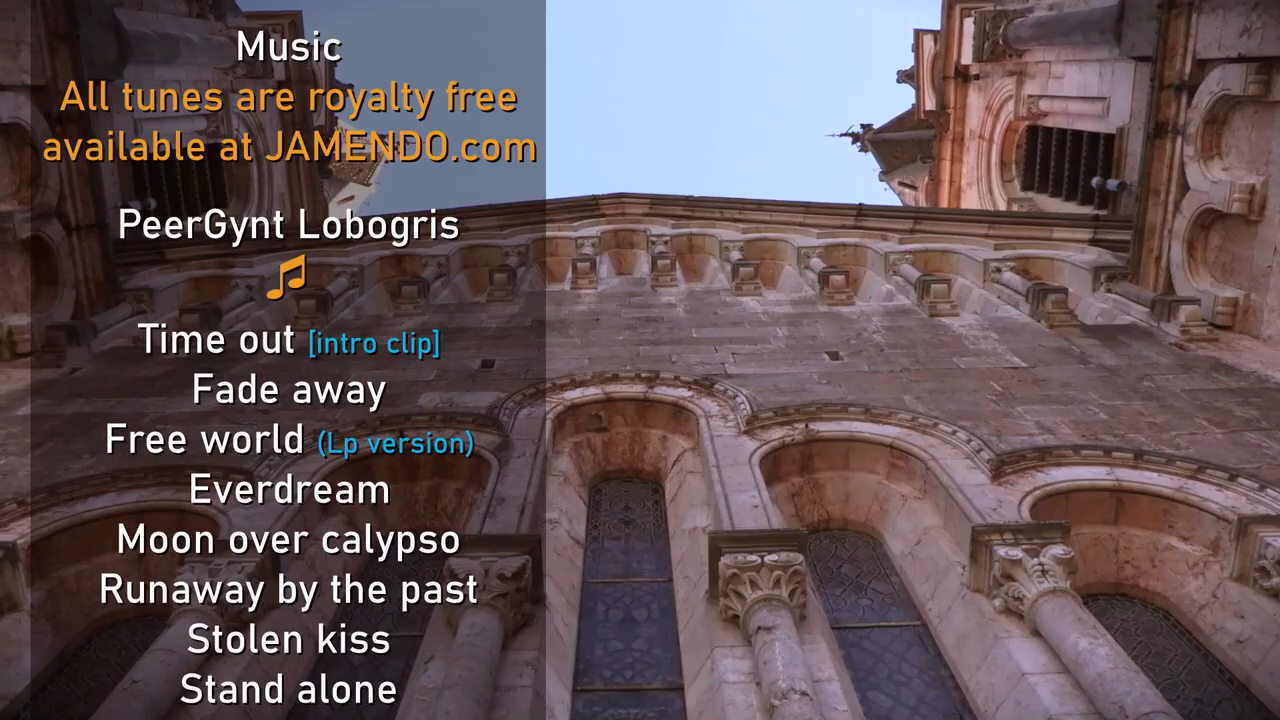 Music
All tunes are royalty free
available at JAMENDO.com
PeerGynt Lobogris
Time out [intro clip]
Fade away
Free world (Lp version)
Everdream
Moon over calypso
Runaway by the past
Stolen kiss
Stand alone